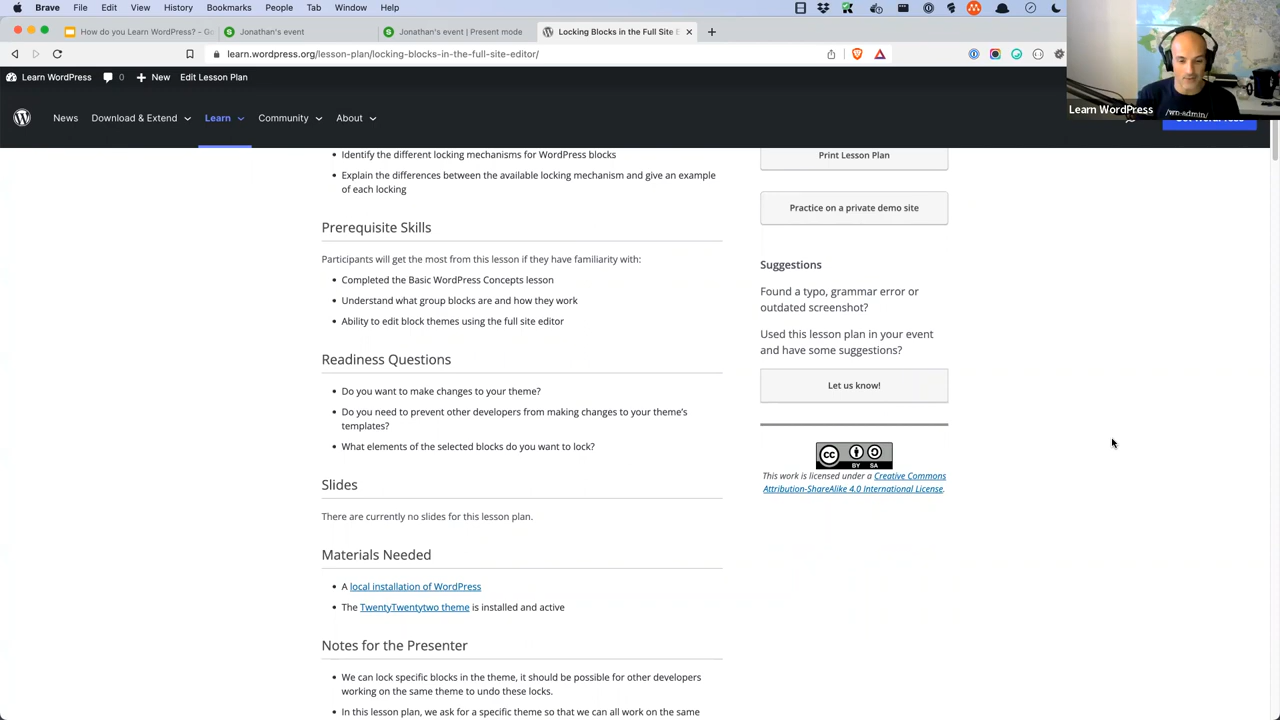 Brave File Edit View History Bookmarks People Tab Window Help
How do you Learn WordPress? – Go
Jonathan's event
Jonathan's event | Present mode
Locking Blocks in the Full Site E
learn.wordpress.org/lesson-plan/locking-blocks-in-the-full-site-editor/
Learn WordPress 0 New Edit Lesson Plan
/wp-admin/
Learn WordPress
News Download & Extend Learn Community About
Identify the different locking mechanisms for WordPress blocks
Explain the differences between the available locking mechanism and give an example
of each locking
Prerequisite Skills
Participants will get the most from this lesson if they have familiarity with:
Completed the Basic WordPress Concepts lesson
Understand what group blocks are and how they work
Ability to edit block themes using the full site editor
Readiness Questions
Do you want to make changes to your theme?
Do you need to prevent other developers from making changes to your theme's
templates?
What elements of the selected blocks do you want to lock?
Slides
There are currently no slides for this lesson plan.
Materials Needed
A local installation of WordPress
The TwentyTwentytwo theme is installed and active
Notes for the Presenter
We can lock specific blocks in the theme, it should be possible for other developers
working on the same theme to undo these locks.
In this lesson plan, we ask for a specific theme so that we can all work on the same
Print Lesson Plan
Practice on a private demo site
Suggestions
Found a typo, grammar error or
outdated screenshot?
Used this lesson plan in your event
and have some suggestions?
Let us know!
cc BY SA
This work is licensed under a Creative Commons
Attribution-ShareAlike 4.0 International License.